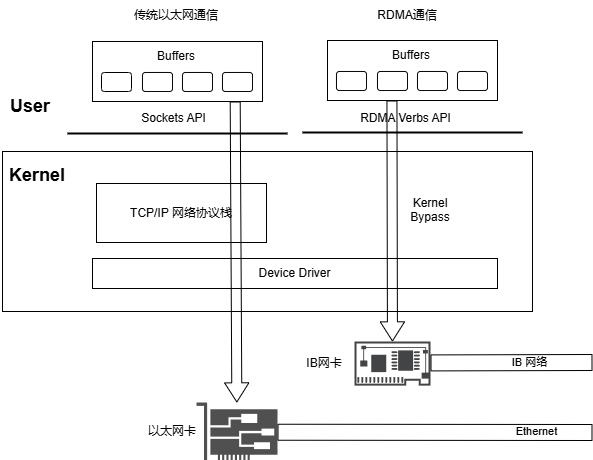 传统以太网通信
RDMA通信
Buffers
Buffers
User
Sockets API
RDMA Verbs API
Kernel
TCP/IP 网络协议栈
Kernel
Bypass
Device Driver
IB网卡
IB 网络
以太网卡
Ethernet